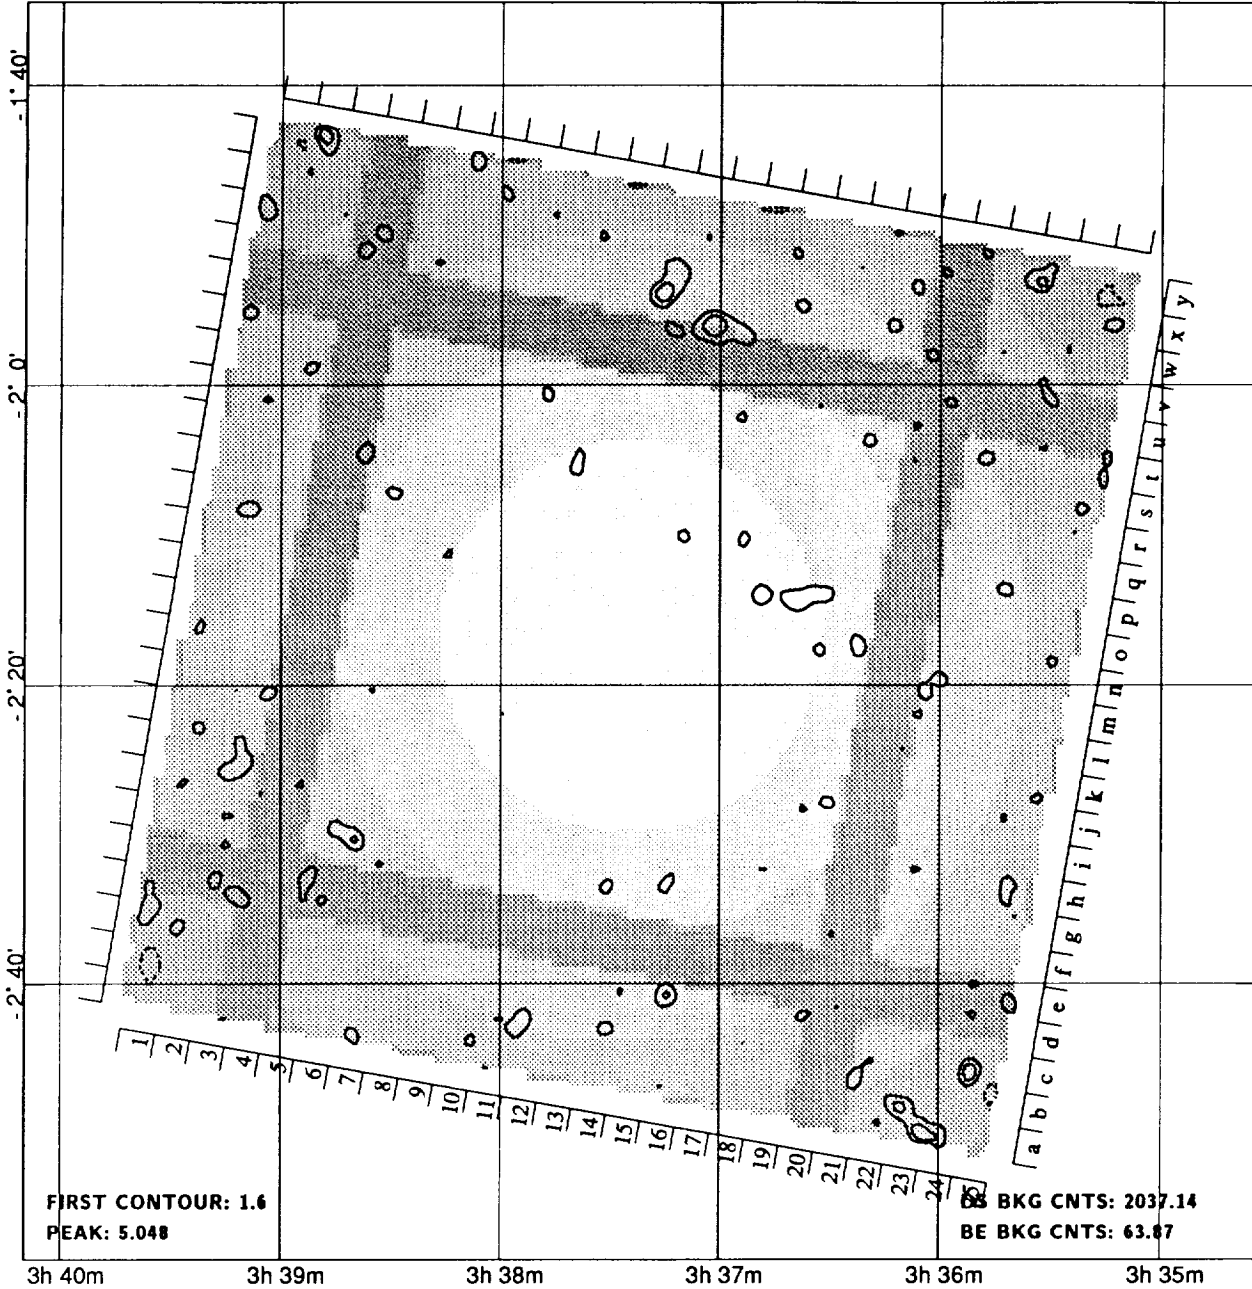 -1° 40'
-2° 0'
-2° 20'
-2° 40'
y
x
w
v
u
t
s
r
q
p
o
n
m
l
k
j
i
h
g
f
e
d
c
b
a
1 2 3 4 5 6 7 8 9 10 11 12 13 14 15 16 17 18 19 20 21 22 23 24 25
FIRST CONTOUR: 1.6
PEAK: 5.048
BKG CNTS: 2037.14
BE BKG CNTS: 63.87
3h 40m 3h 39m 3h 38m 3h 37m 3h 36m 3h 35m